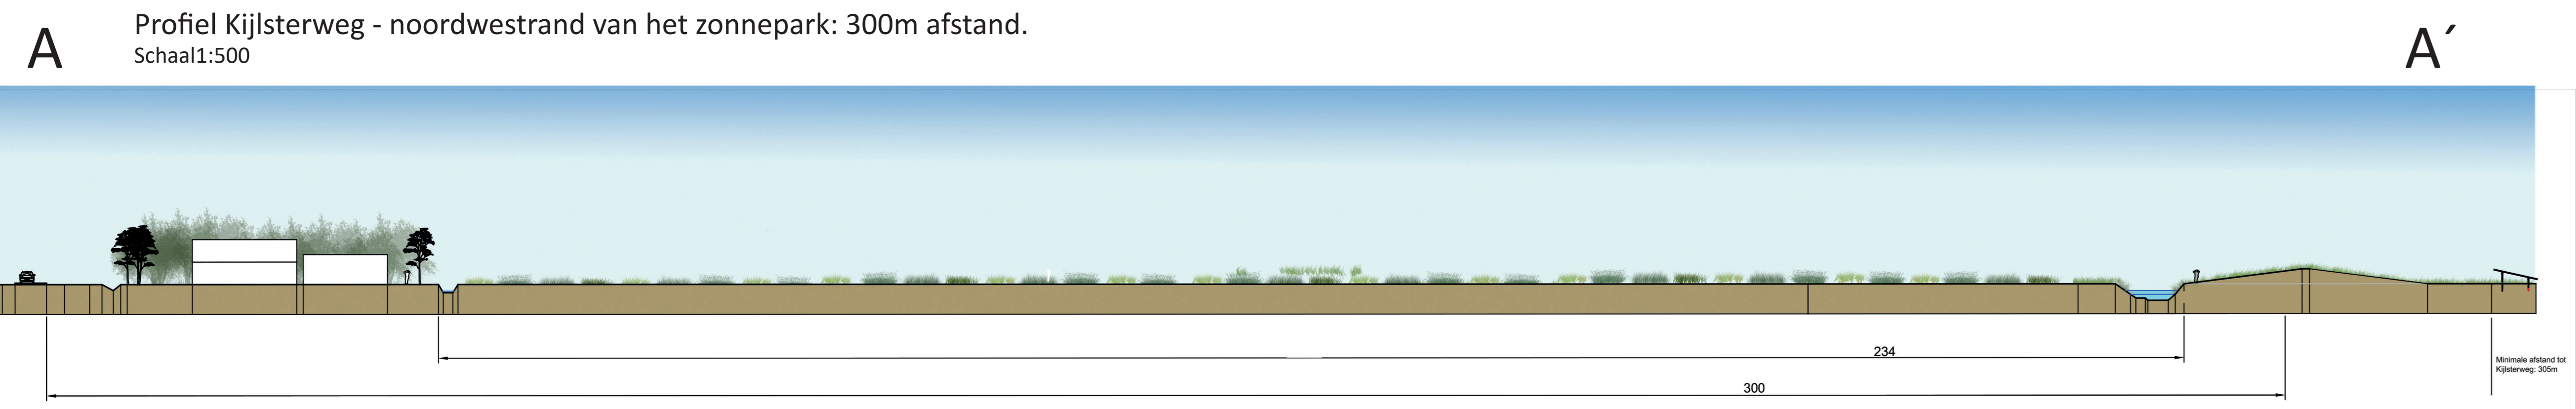 A
Profiel Kijlsterweg - noordwestrand van het zonnepark: 300m afstand.
Schaal1:500
A´
234
300
Minimale afstand tot
Kijlsterweg: 305m